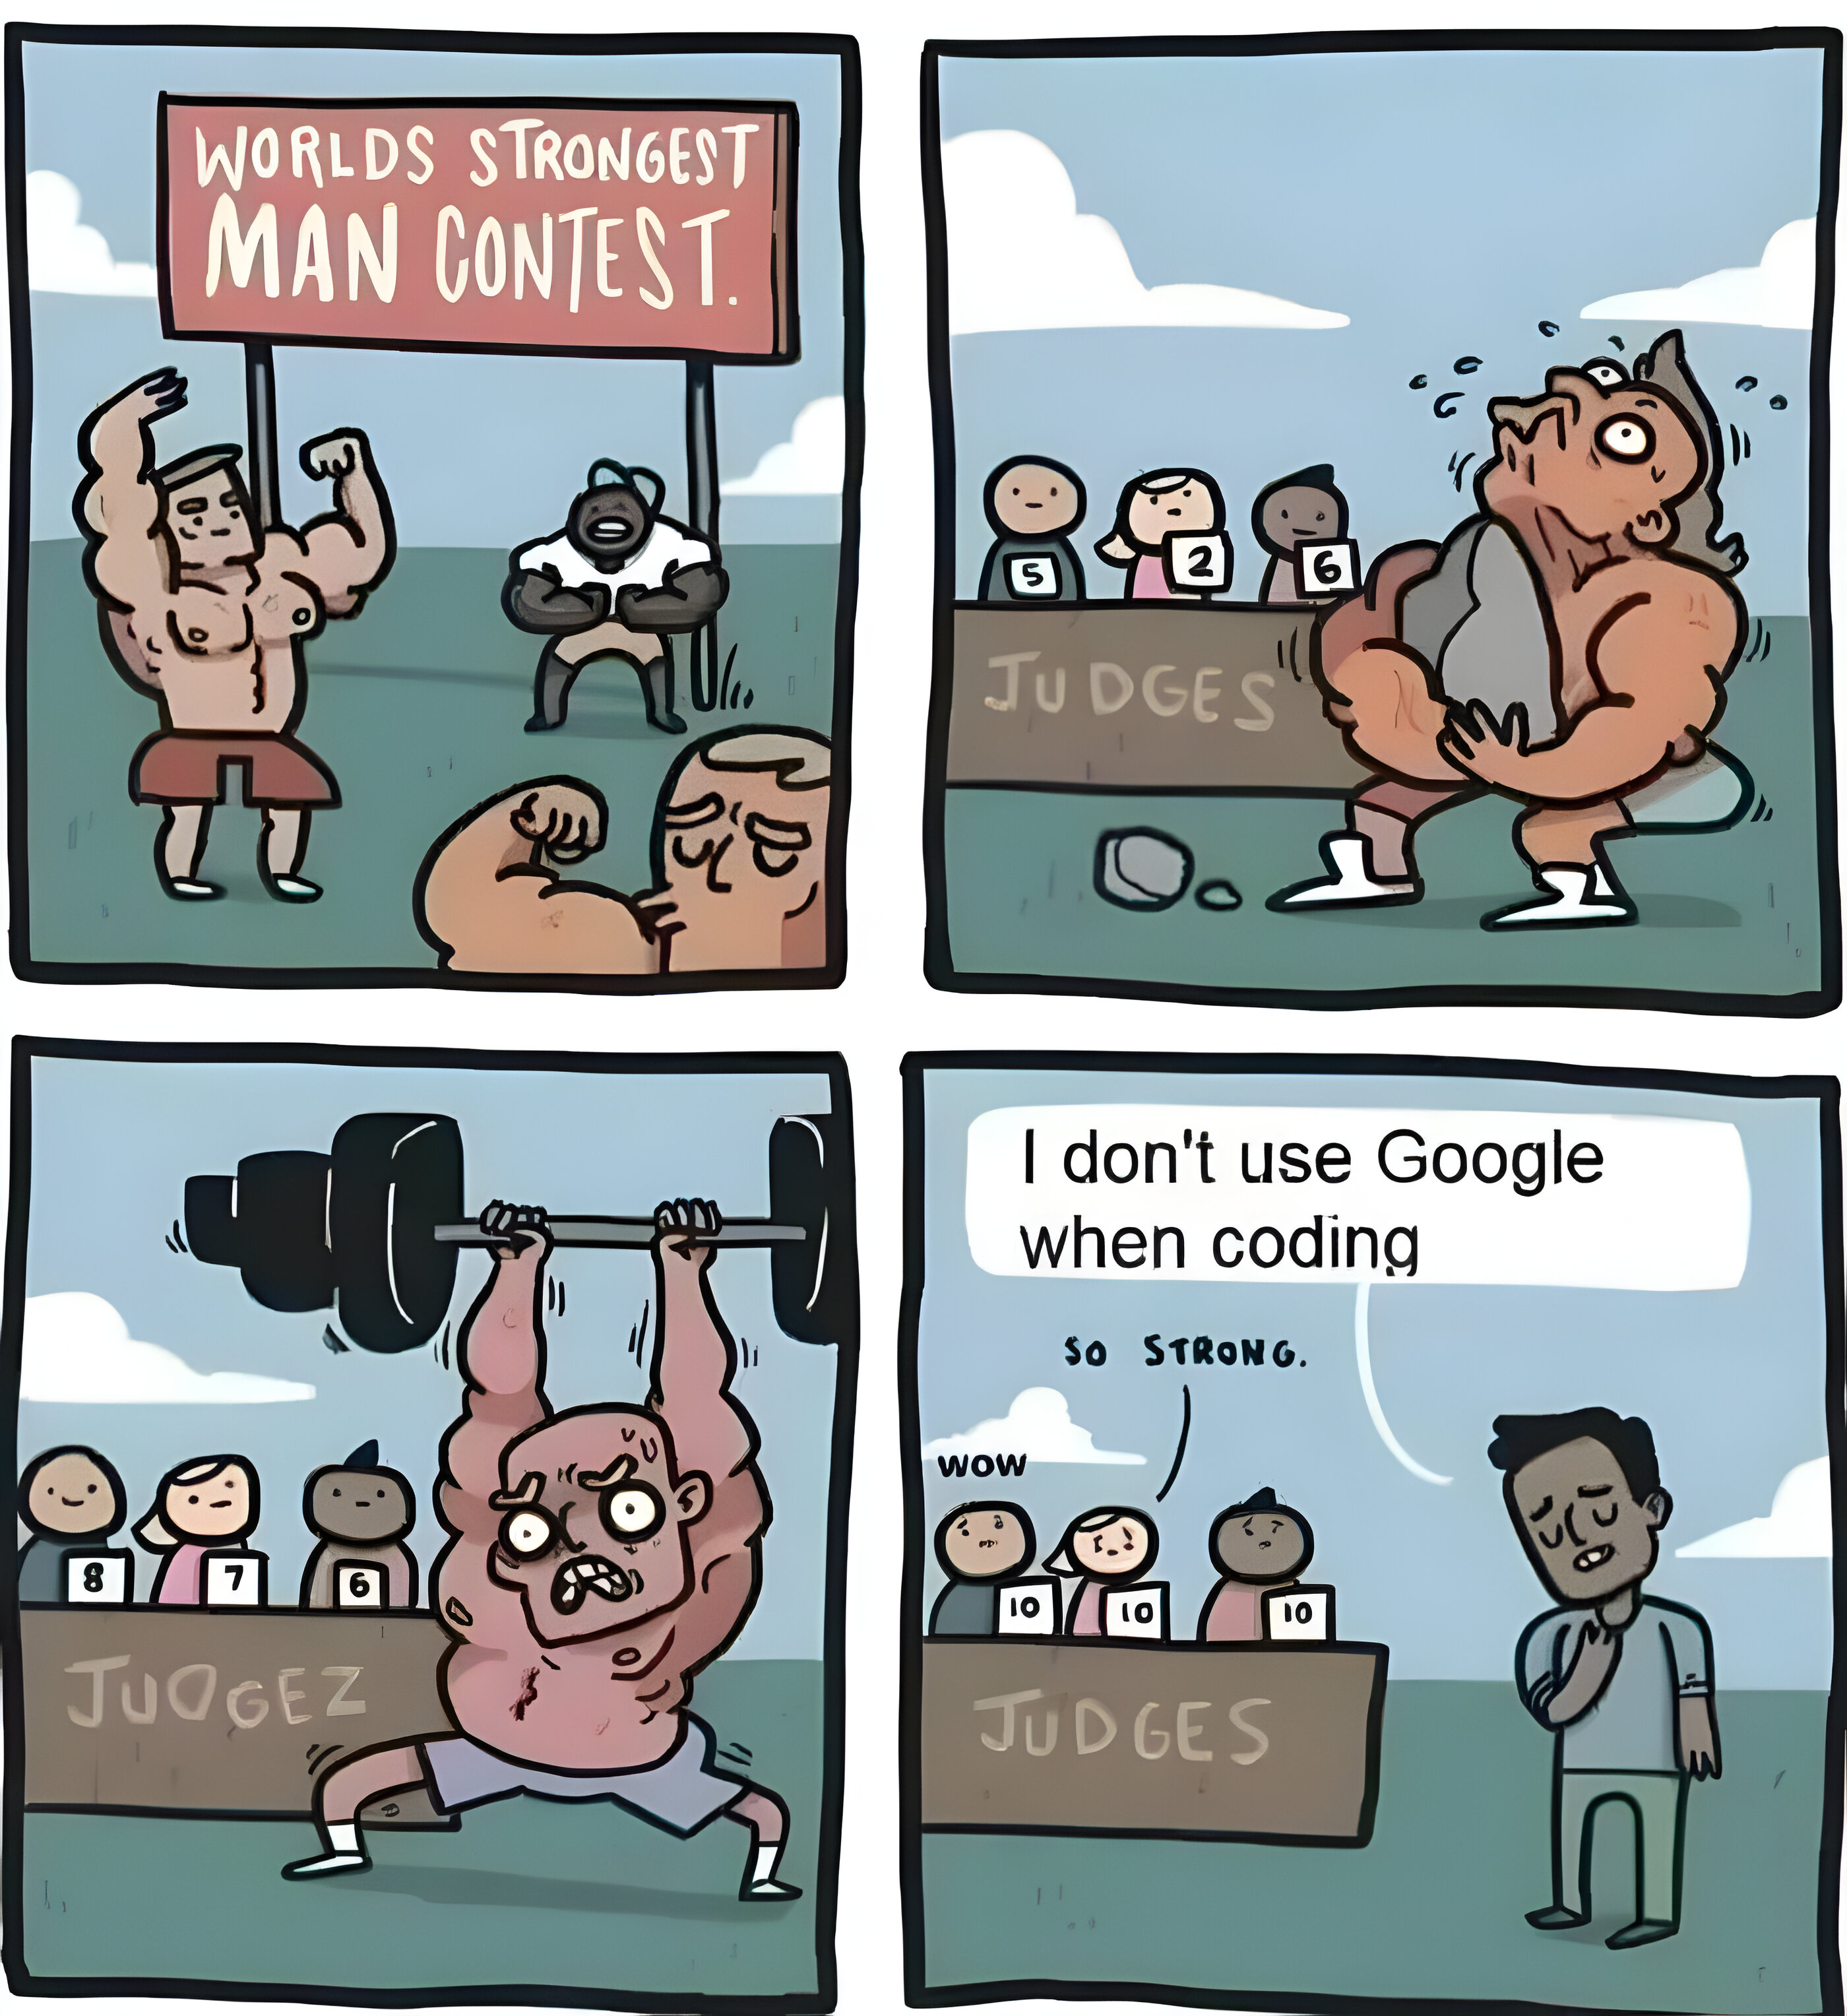 WORLDS STRONGEST
MAN CONTEST.
5
2
6
JUDGES
8
7
6
JUDGEZ
I don't use Google
when coding
SO STRONG.
WOW
10
10
10
JUDGES